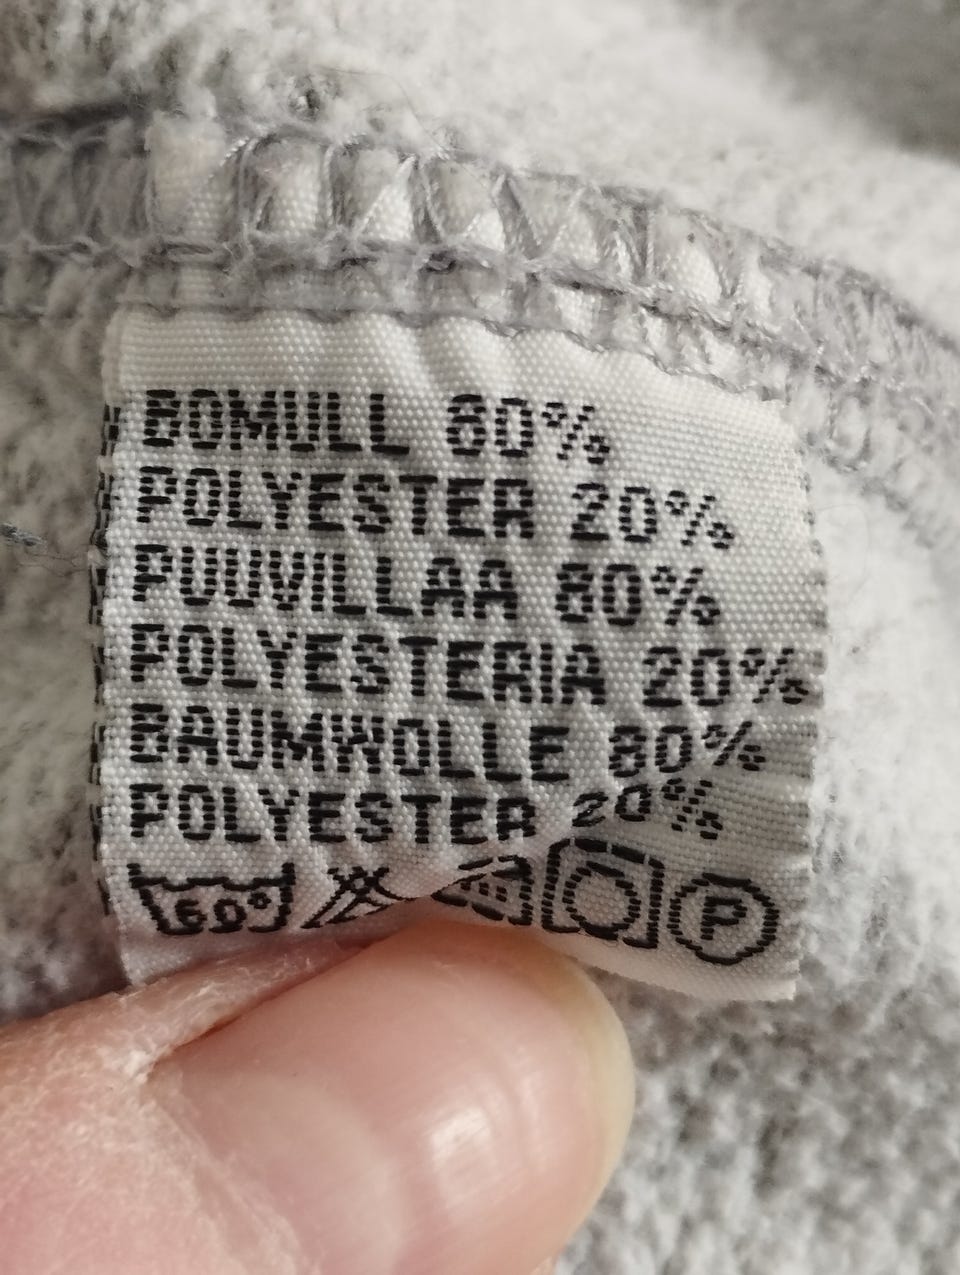 BOMULL 80%
POLYESTER 20%
PUUVILLAA 80%
POLYESTERIA 20%
BAUMWOLLE 80%
POLYESTER 20%
60° P